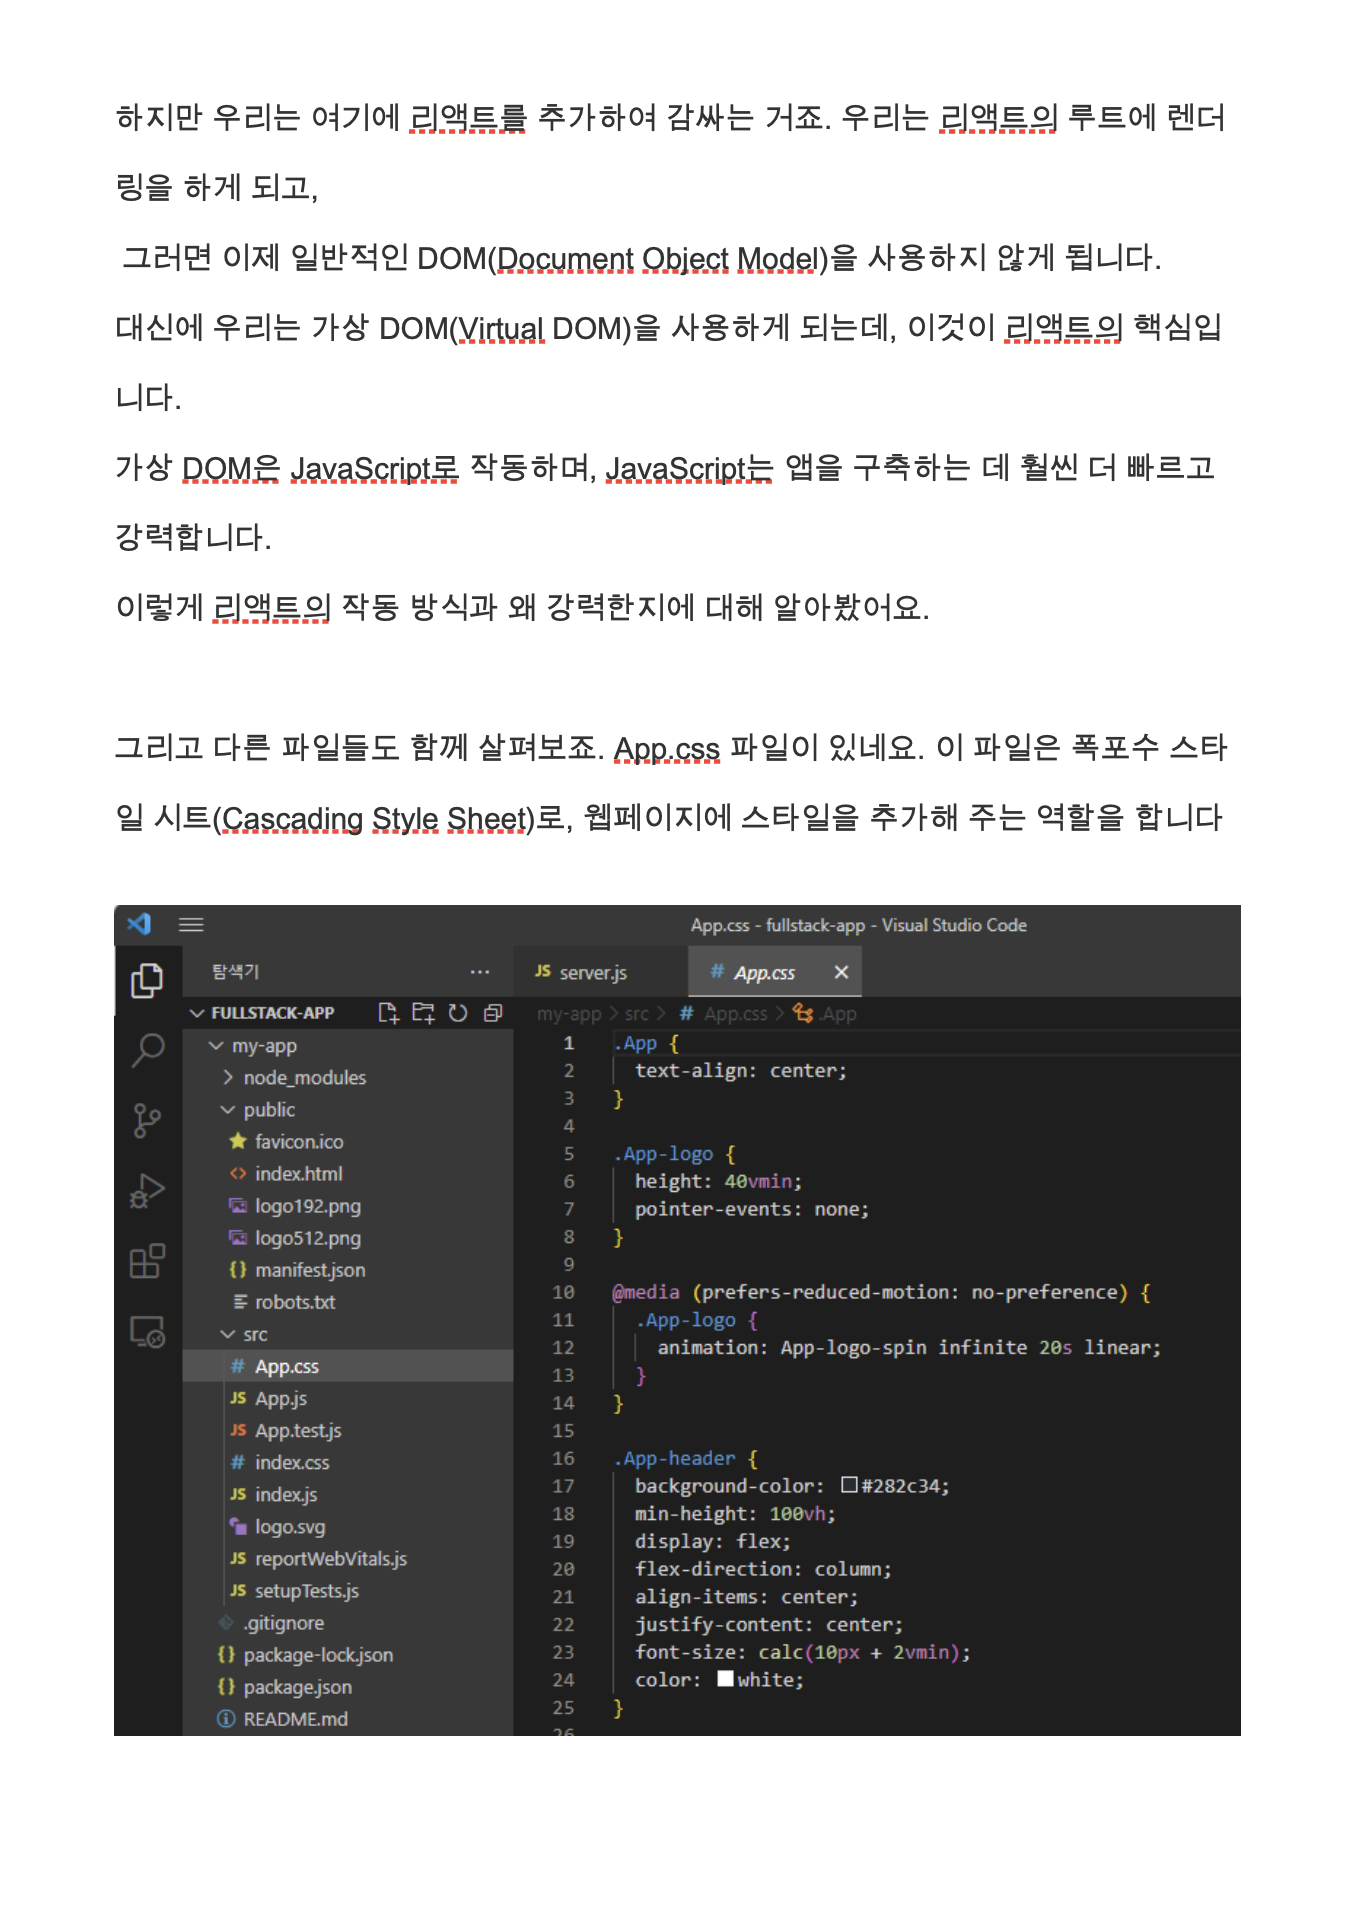 하지만 우리는 여기에 리액트를 추가하여 감싸는 거죠. 우리는 리액트의 루트에 렌더
링을 하게 되고,
그러면 이제 일반적인 DOM(Document Object Model)을 사용하지 않게 됩니다.
대신에 우리는 가상 DOM(Virtual DOM)을 사용하게 되는데, 이것이 리액트의 핵심입
니다.
가상 DOM은 JavaScript로 작동하며, JavaScript는 앱을 구축하는 데 훨씬 더 빠르고
강력합니다.
이렇게 리액트의 작동 방식과 왜 강력한지에 대해 알아봤어요.
그리고 다른 파일들도 함께 살펴보죠. App.css 파일이 있네요. 이 파일은 폭포수 스타
일 시트(Cascading Style Sheet)로, 웹페이지에 스타일을 추가해 주는 역할을 합니다
App.css - fullstack-app - Visual Studio Code
탐색기 ···
FULLSTACK-APP
my-app
node_modules
public
favicon.ico
index.html
logo192.png
logo512.png
manifest.json
robots.txt
src
App.css
App.js
App.test.js
index.css
index.js
logo.svg
reportWebVitals.js
setupTests.js
.gitignore
package-lock.json
package.json
README.md
JS server.js # App.css ×
my-app > src > # App.css > .App
1 .App {
2 text-align: center;
3 }
4
5 .App-logo {
6 height: 40vmin;
7 pointer-events: none;
8 }
9
10 @media (prefers-reduced-motion: no-preference) {
11 .App-logo {
12 animation: App-logo-spin infinite 20s linear;
13 }
14 }
15
16 .App-header {
17 background-color: #282c34;
18 min-height: 100vh;
19 display: flex;
20 flex-direction: column;
21 align-items: center;
22 justify-content: center;
23 font-size: calc(10px + 2vmin);
24 color: white;
25 }
26